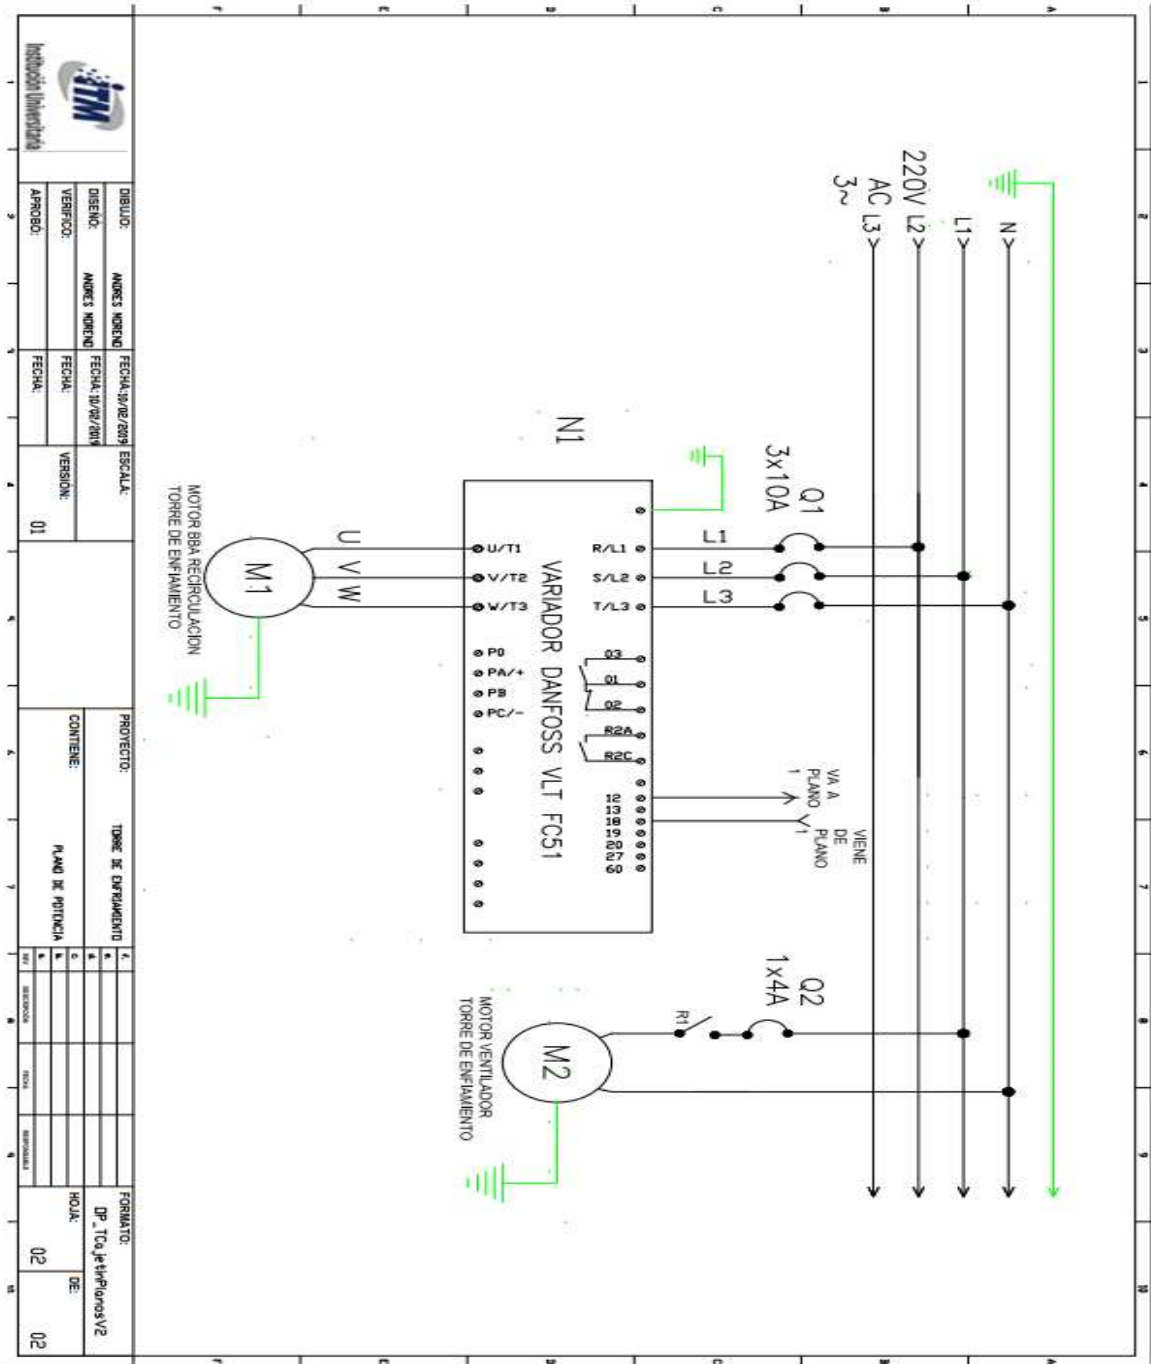 N
L1
220V L2
AC L3
3~
Q1
3x10A
L1
L2
L3
N1
R/L1
S/L2
T/L3
03
01
02
R2A
R2C
12
13
18
19
20
27
60
VARIADOR DANFOSS VLT FC51
U/T1
V/T2
W/T3
PA/+
PB
PC/-
VA A
PLANO
1
VIENE
DE
PLANO
1
Q2
1x4A
R1
U
V
W
M1
MOTOR BBA RECIRCULACION
TORRE DE ENFIAMIENTO
M2
MOTOR VENTILADOR
TORRE DE ENFIAMIENTO
iTM
Institución Universitaria
DIBUJO: ANDRES MORENO FECHA:10/02/2019 ESCALA:
DISEÑO: ANDRES MORENO FECHA:10/02/2019
VERIFICO: FECHA: VERSION:
APROBÓ: FECHA: 01
PROYECTO:
TORRE DE ENFRIAMIENTO
CONTIENE:
PLANO DE POTENCIA
FORMATO:
DP_TCajetinPlanosV2
HOJA: DE:
02 02